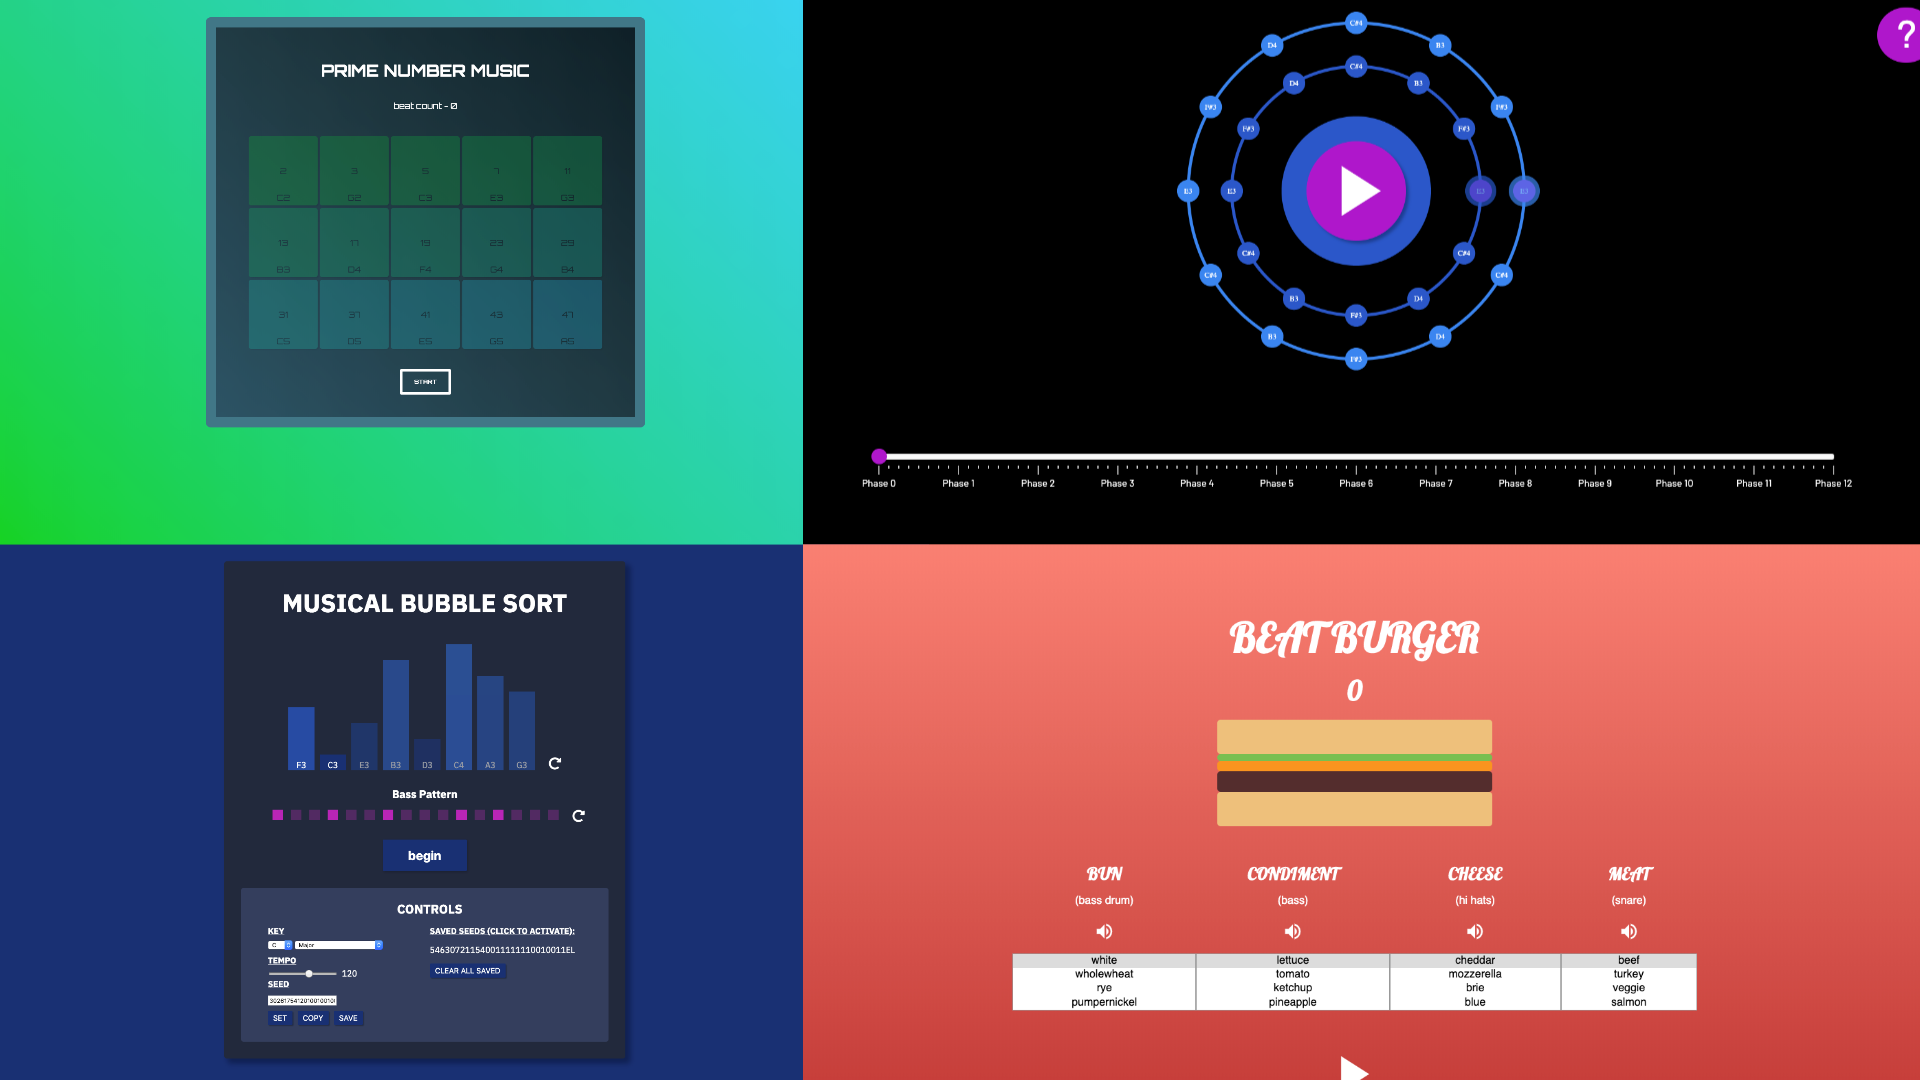 PRIME NUMBER MUSIC
beat count - 0
2 3 5 7 11
C2 G2 C3 E3 G3
13 17 19 23 29
B3 D4 F4 G4 B4
31 37 41 43 47
C5 D5 E5 G5 A5
START
?
C#4
D4 B3
C#4
D4 B3
F#3 F#3
F#3 F#3
B3 E3 E3 B3
C#4 C#4
C#4 C#4
B3 D4
F#3
B3 D4
F#3
Phase 0 Phase 1 Phase 2 Phase 3 Phase 4 Phase 5 Phase 6 Phase 7 Phase 8 Phase 9 Phase 10 Phase 11 Phase 12
MUSICAL BUBBLE SORT
F3 C3 E3 B3 D3 C4 A3 G3
Bass Pattern
begin
CONTROLS
KEY
C Major
TEMPO
120
SEED
SET COPY SAVE
SAVED SEEDS (CLICK TO ACTIVATE):
CLEAR ALL SAVED
BEAT BURGER
0
BUN CONDIMENT CHEESE MEAT
(bass drum) (bass) (hi hats) (snare)
white lettuce cheddar beef
wholewheat tomato mozzerella turkey
rye ketchup brie veggie
pumpernickel pineapple blue salmon